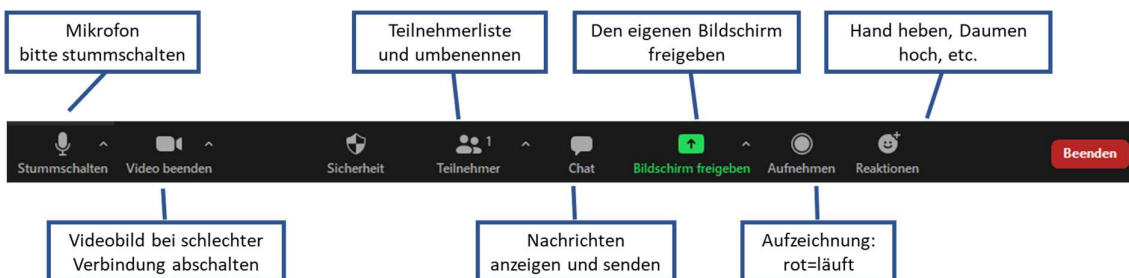 Mikrofon
bitte stummschalten
Teilnehmerliste
und umbenennen
Den eigenen Bildschirm
freigeben
Hand heben, Daumen
hoch, etc.
Stummschalten
Video beenden
Sicherheit
1
Teilnehmer
Chat
Bildschirm freigeben
Aufnehmen
Reaktionen
Beenden
Videobild bei schlechter
Verbindung abschalten
Nachrichten
anzeigen und senden
Aufzeichnung:
rot=läuft